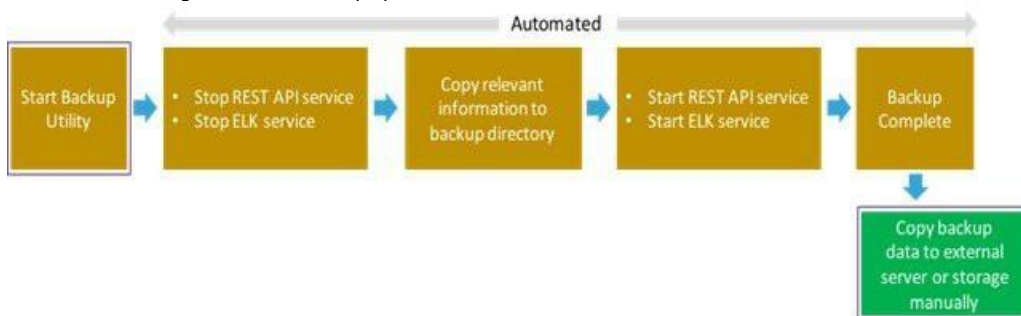 Automated
Start Backup
Utility
• Stop REST API service
• Stop ELK service
Copy relevant
information to
backup directory
• Start REST API service
• Start ELK service
Backup
Complete
Copy backup
data to external
server or storage
manually